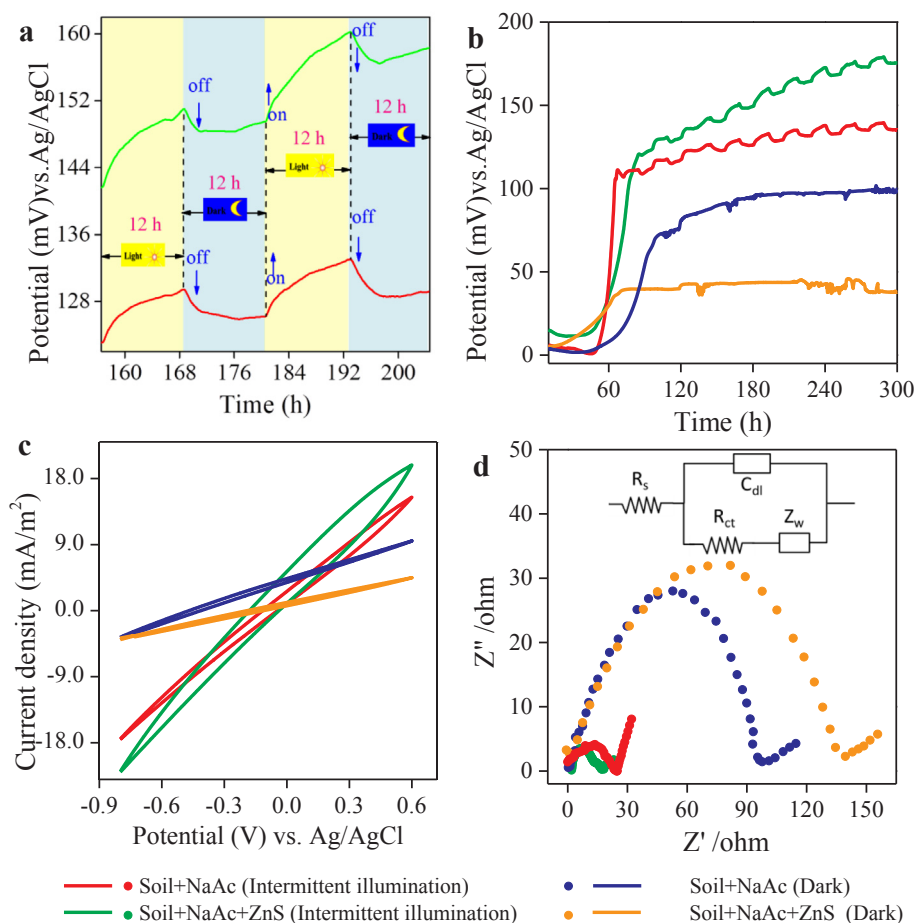 a
160
152
144
136
128
Potential (mV)vs.Ag/AgCl
off
on
off
12 h
Light
12 h
Dark
12 h
Light
12 h
Dark
off
on
off
12 h
12 h
160 168 176 184 192 200
Time (h)
b
200
150
100
50
0
Potential (mV)vs.Ag/AgCl
60 120 180 240 300
Time (h)
c
18.0
9.0
0.0
-9.0
-18.0
Current density (mA/m²)
-0.9 -0.3 0.0 0.3 0.6
Potential (V) vs. Ag/AgCl
d
50
40
30
20
10
0
Z'' /ohm
Rs
Cdl
Rct
Zw
0 30 60 90 120 150
Z' /ohm
Soil+NaAc (Intermittent illumination)
Soil+NaAc (Dark)
Soil+NaAc+ZnS (Intermittent illumination)
Soil+NaAc+ZnS (Dark)